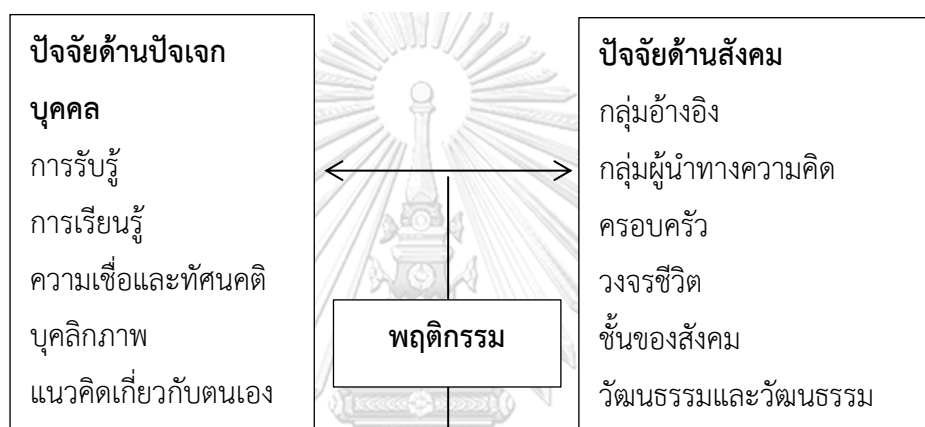 ปัจจัยด้านปัจเจก
บุคคล
การรับรู้
การเรียนรู้
ความเชื่อและทัศนคติ
บุคลิกภาพ
แนวคิดเกี่ยวกับตนเอง
พฤติกรรม
ปัจจัยด้านสังคม
กลุ่มอ้างอิง
กลุ่มผู้นำทางความคิด
ครอบครัว
วงจรชีวิต
ชั้นของสังคม
วัฒนธรรมและวัฒนธรรม